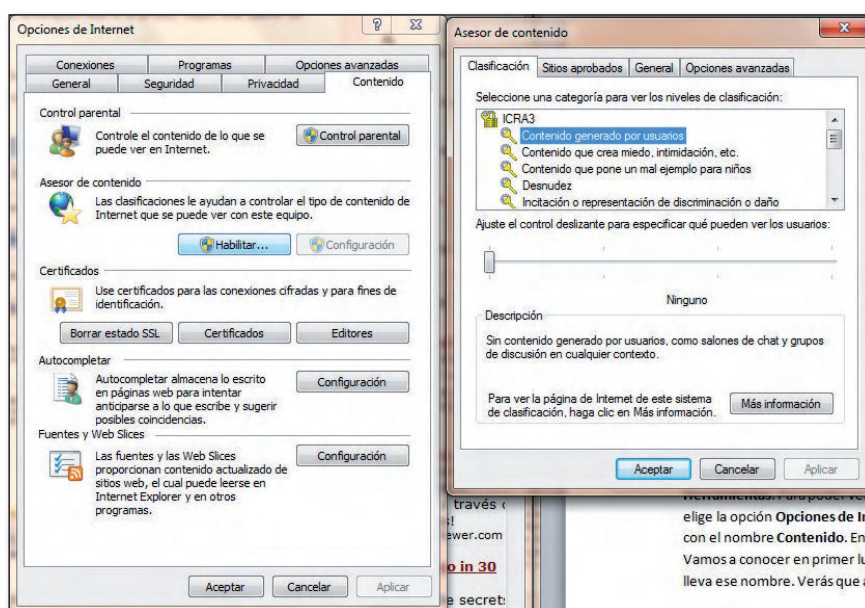 Opciones de Internet
Conexiones
Programas
Opciones avanzadas
General
Seguridad
Privacidad
Contenido
Control parental
Controle el contenido de lo que se
puede ver en Internet.
Control parental
Asesor de contenido
Las clasificaciones le ayudan a controlar el tipo de contenido de
Internet que se puede ver con este equipo.
Habilitar...
Configuración
Certificados
Use certificados para las conexiones cifradas y para fines de
identificación.
Borrar estado SSL
Certificados
Editores
Autocompletar
Autocompletar almacena lo escrito
en páginas web para intentar
anticiparse a lo que escribe y sugerir
posibles coincidencias.
Configuración
Fuentes y Web Slices
Las fuentes y las Web Slices
proporcionan contenido actualizado de
sitios web, el cual puede leerse en
Internet Explorer y en otros
programas.
Configuración
Aceptar
Cancelar
Aplicar
Asesor de contenido
Clasificación
Sitios aprobados
General
Opciones avanzadas
Seleccione una categoría para ver los niveles de clasificación:
ICRA3
Contenido generado por usuarios
Contenido que crea miedo, intimidación, etc.
Contenido que pone un mal ejemplo para niños
Desnudez
Incitación o representación de discriminación o daño
Ajuste el control deslizante para especificar qué pueden ver los usuarios:
Ninguno
Descripción
Sin contenido generado por usuarios, como salones de chat y grupos
de discusión en cualquier contexto.
Para ver la página de Internet de este sistema
de clasificación, haga clic en Más información.
Más información
Aceptar
Cancelar
Aplicar
través
ewer.com
o in 30
e secret
elige la opción Opciones de I
con el nombre Contenido. En
Vamos a conocer en primer lu
lleva ese nombre. Verás que a